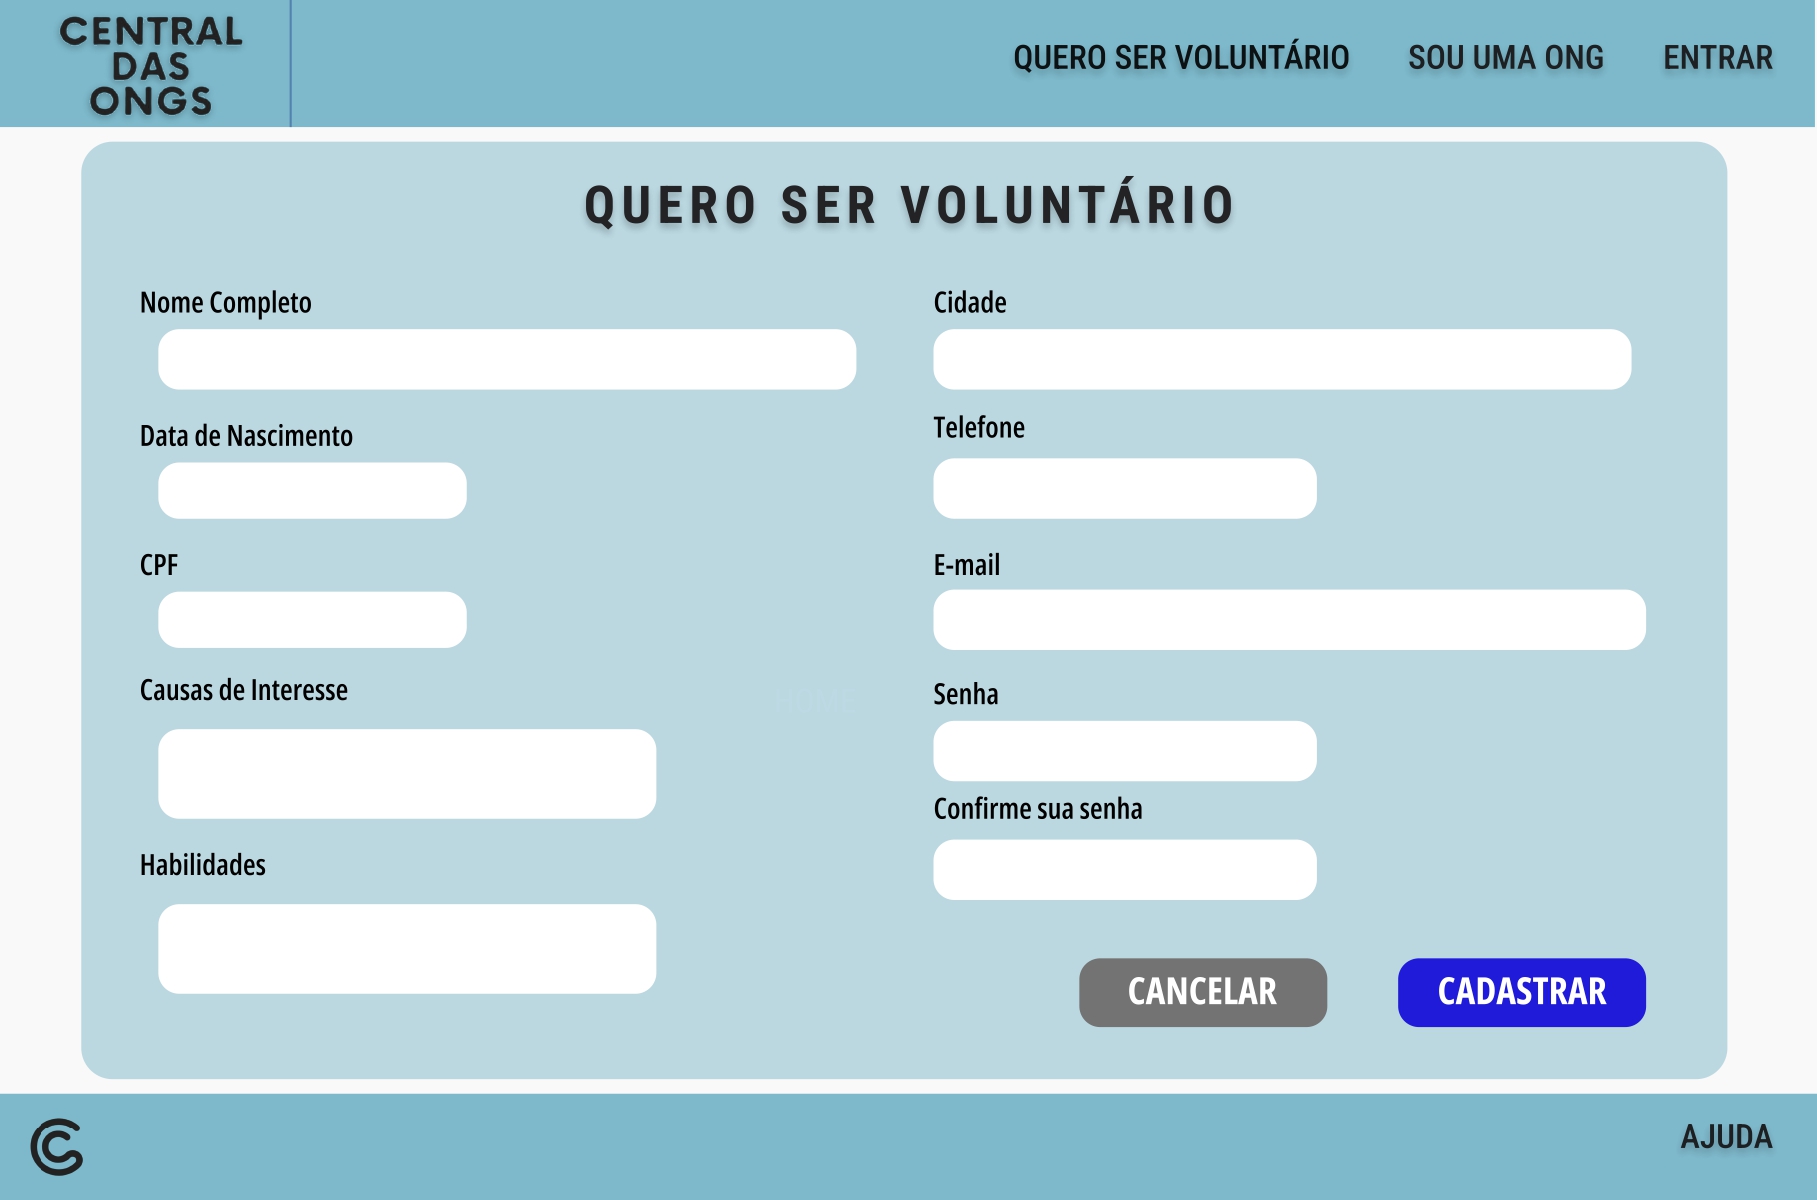 CENTRAL
DAS
ONGS
QUERO SER VOLUNTÁRIO
SOU UMA ONG
ENTRAR
QUERO SER VOLUNTÁRIO
Nome Completo
Data de Nascimento
CPF
Causas de Interesse
HOME
Habilidades
Cidade
Telefone
E-mail
Senha
Confirme sua senha
CANCELAR
CADASTRAR
AJUDA